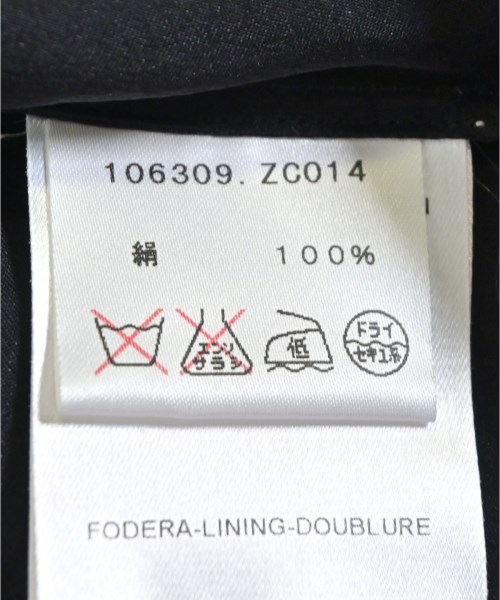 106309. ZC014
絹 100%
エンソ サラシ
低
ドライ
セキユ系
FODERA-LINING-DOUBLURE